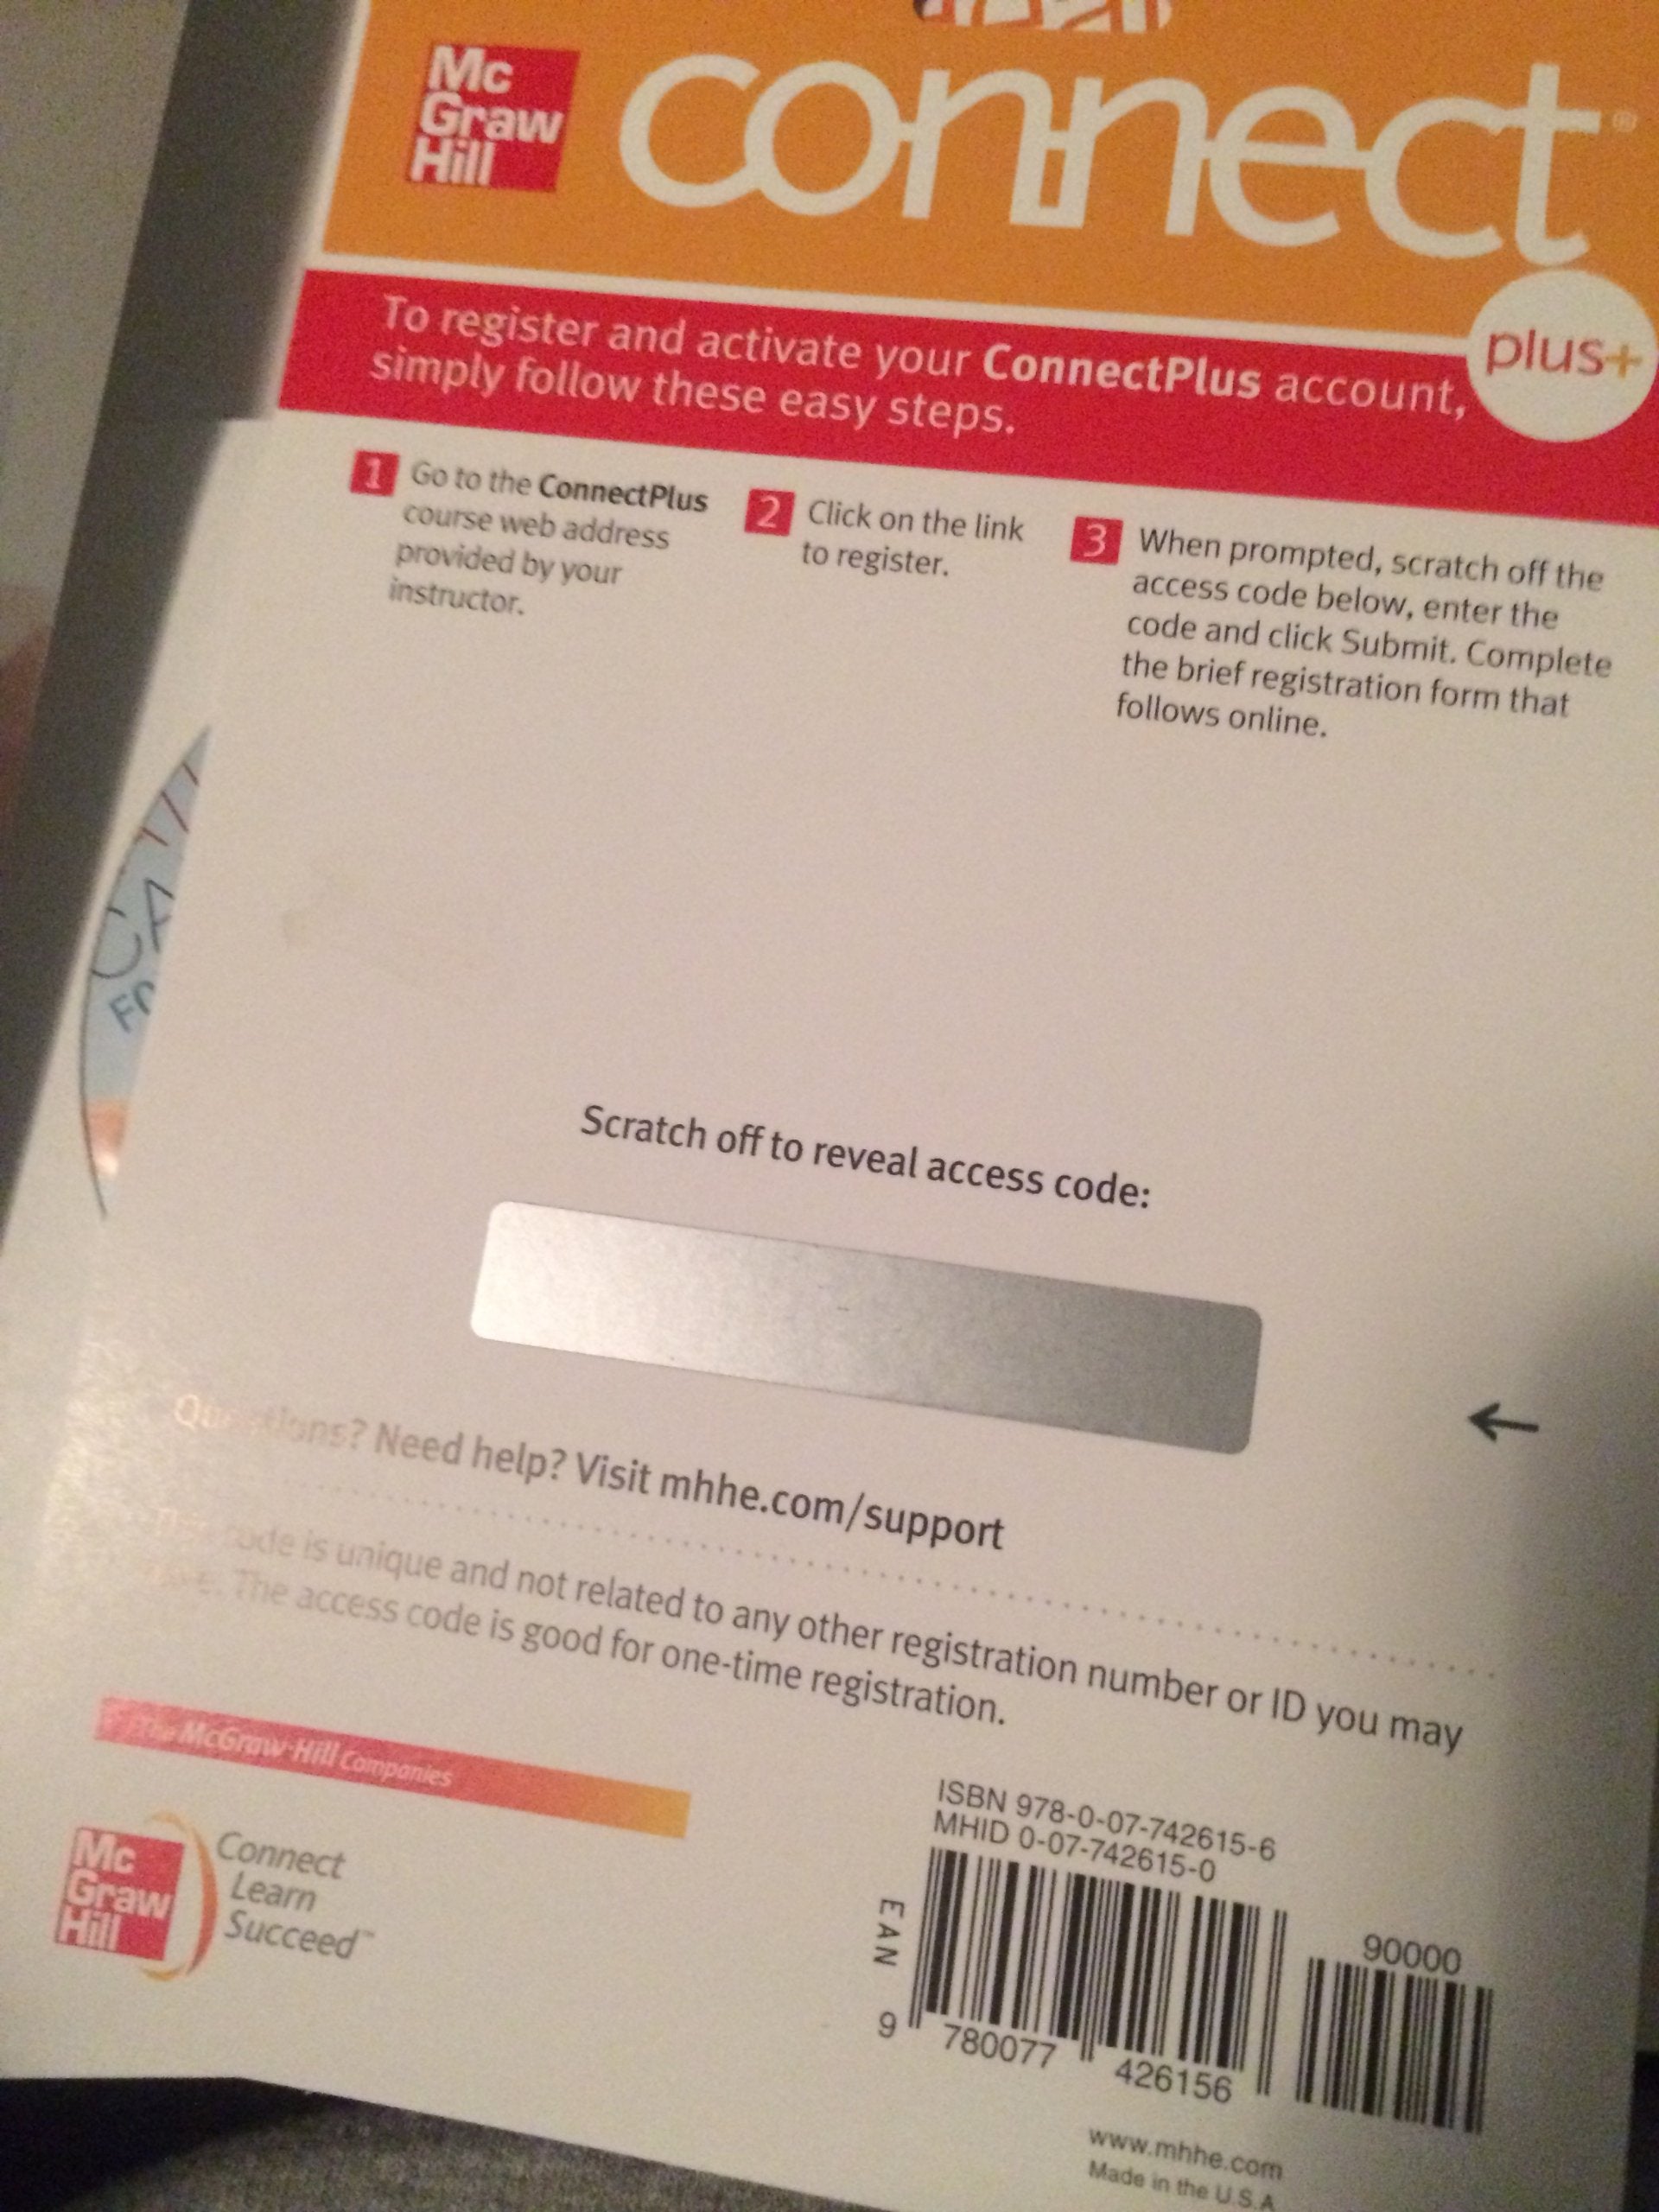 Mc
Graw
Hill
connect®
plus+
To register and activate your ConnectPlus account,
simply follow these easy steps.
1 Go to the ConnectPlus
course web address
provided by your
instructor.
2 Click on the link
to register.
3 When prompted, scratch off the
access code below, enter the
code and click Submit. Complete
the brief registration form that
follows online.
Scratch off to reveal access code:
Questions? Need help? Visit mhhe.com/support
This code is unique and not related to any other registration number or ID you may
have. The access code is good for one-time registration.
The McGraw-Hill Companies
Mc
Graw
Hill
Connect
Learn
Succeed™
ISBN 978-0-07-742615-6
MHID 0-07-742615-0
EAN
90000
9 780077 426156
www.mhhe.com
Made in the U.S.A